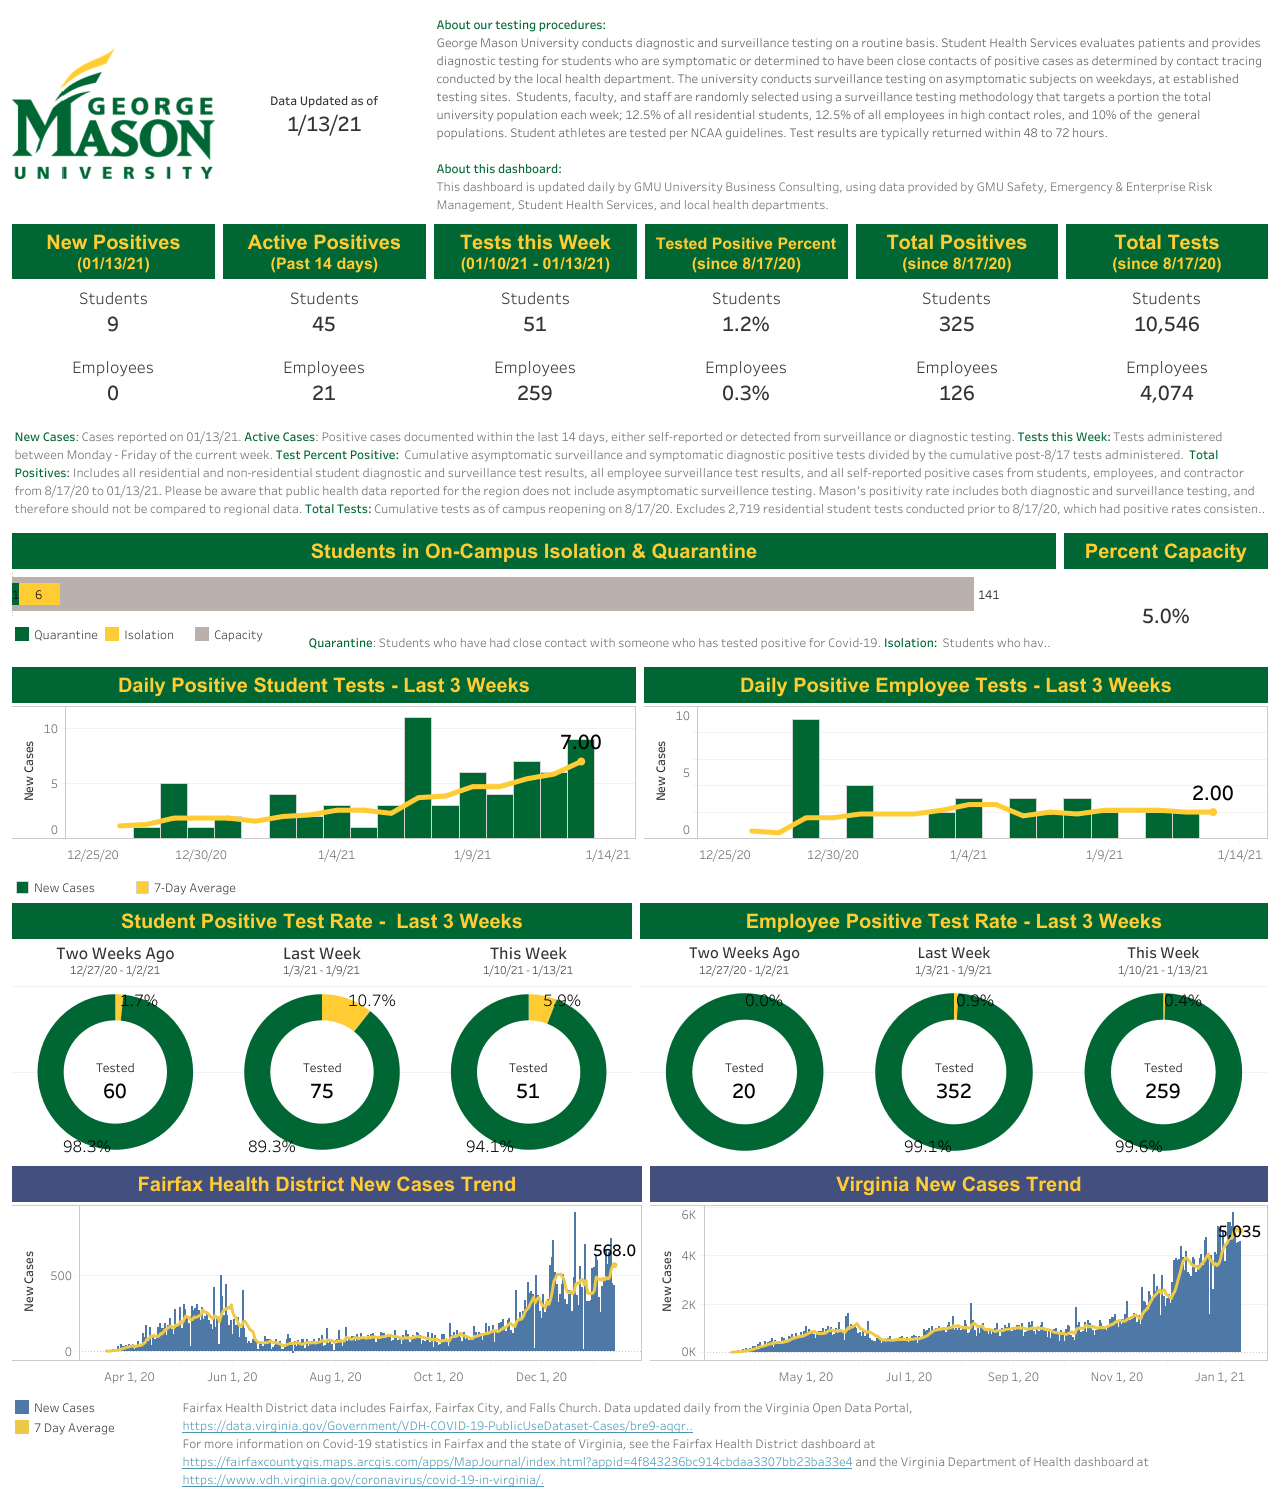 About our testing procedures:
George Mason University conducts diagnostic and surveillance testing on a routine basis. Student Health Services evaluates patients and provides
diagnostic testing for students who are symptomatic or determined to have been close contacts of positive cases as determined by contact tracing
conducted by the local health department. The university conducts surveillance testing on asymptomatic subjects on weekdays, at established
testing sites. Students, faculty, and staff are randomly selected using a surveillance testing methodology that targets a portion the total
university population each week; 12.5% of all residential students, 12.5% of all employees in high contact roles, and 10% of the general
populations. Student athletes are tested per NCAA guidelines. Test results are typically returned within 48 to 72 hours.
GEORGE
MASON
UNIVERSITY
Data Updated as of
1/13/21
About this dashboard:
This dashboard is updated daily by GMU University Business Consulting, using data provided by GMU Safety, Emergency & Enterprise Risk
Management, Student Health Services, and local health departments.
New Positives Active Positives Tests this Week Tested Positive Percent Total Positives Total Tests
(01/13/21) (Past 14 days) (01/10/21 - 01/13/21) (since 8/17/20) (since 8/17/20) (since 8/17/20)
Students Students Students Students Students Students
9 45 51 1.2% 325 10,546
Employees Employees Employees Employees Employees Employees
0 21 259 0.3% 126 4,074
New Cases: Cases reported on 01/13/21. Active Cases: Positive cases documented within the last 14 days, either self-reported or detected from surveillance or diagnostic testing. Tests this Week: Tests administered
between Monday - Friday of the current week. Test Percent Positive: Cumulative asymptomatic surveillance and symptomatic diagnostic positive tests divided by the cumulative post-8/17 tests administered. Total
Positives: Includes all residential and non-residential student diagnostic and surveillance test results, all employee surveillance test results, and all self-reported positive cases from students, employees, and contractor
from 8/17/20 to 01/13/21. Please be aware that public health data reported for the region does not include asymptomatic surveillence testing. Mason's positivity rate includes both diagnostic and surveillance testing, and
therefore should not be compared to regional data. Total Tests: Cumulative tests as of campus reopening on 8/17/20. Excludes 2,719 residential student tests conducted prior to 8/17/20, which had positive rates consisten..
Students in On-Campus Isolation & Quarantine Percent Capacity
1 6 141
5.0%
Quarantine Isolation Capacity
Quarantine: Students who have had close contact with someone who has tested positive for Covid-19. Isolation: Students who hav..
Daily Positive Student Tests - Last 3 Weeks Daily Positive Employee Tests - Last 3 Weeks
New Cases
10
5
0
7.00
12/25/20 12/30/20 1/4/21 1/9/21 1/14/21
New Cases
10
5
0
2.00
12/25/20 12/30/20 1/4/21 1/9/21 1/14/21
New Cases 7-Day Average
Student Positive Test Rate - Last 3 Weeks Employee Positive Test Rate - Last 3 Weeks
Two Weeks Ago Last Week This Week Two Weeks Ago Last Week This Week
12/27/20 - 1/2/21 1/3/21 - 1/9/21 1/10/21 - 1/13/21 12/27/20 - 1/2/21 1/3/21 - 1/9/21 1/10/21 - 1/13/21
1.7% 10.7% 5.9% 0.0% 0.9% 0.4%
Tested Tested Tested Tested Tested Tested
60 75 51 20 352 259
98.3% 89.3% 94.1% 99.1% 99.6%
Fairfax Health District New Cases Trend Virginia New Cases Trend
New Cases
500
0
568.0
Apr 1, 20 Jun 1, 20 Aug 1, 20 Oct 1, 20 Dec 1, 20
New Cases
6K
4K
2K
0K
5,035
May 1, 20 Jul 1, 20 Sep 1, 20 Nov 1, 20 Jan 1, 21
New Cases
7 Day Average
Fairfax Health District data includes Fairfax, Fairfax City, and Falls Church. Data updated daily from the Virginia Open Data Portal,
https://data.virginia.gov/Government/VDH-COVID-19-PublicUseDataset-Cases/bre9-aqqr..
For more information on Covid-19 statistics in Fairfax and the state of Virginia, see the Fairfax Health District dashboard at
https://fairfaxcountygis.maps.arcgis.com/apps/MapJournal/index.html?appid=4f843236bc914cbdaa3307bb23ba33e4 and the Virginia Department of Health dashboard at
https://www.vdh.virginia.gov/coronavirus/covid-19-in-virginia/.